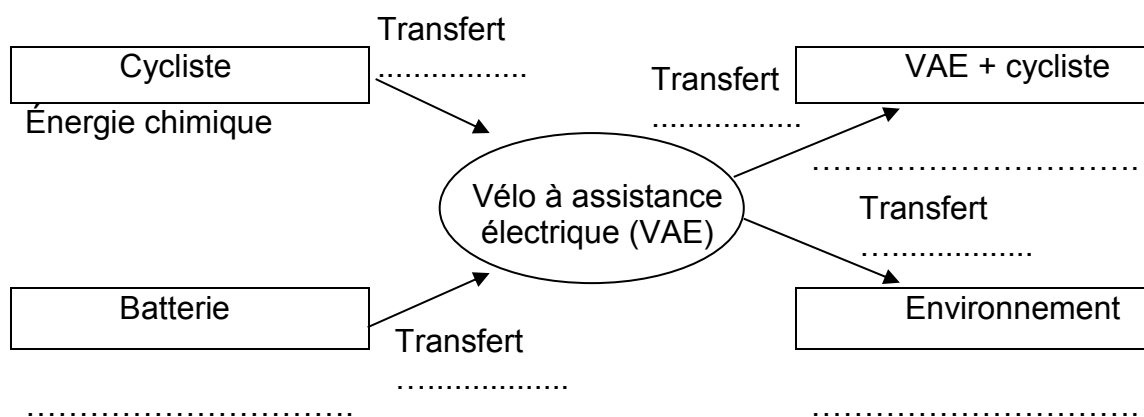 Transfert
.................
Cycliste
Énergie chimique
Transfert
.................
VAE + cycliste
................................
Vélo à assistance
électrique (VAE)
Transfert
...................
Batterie
................................
Transfert
...................
Environnement
................................